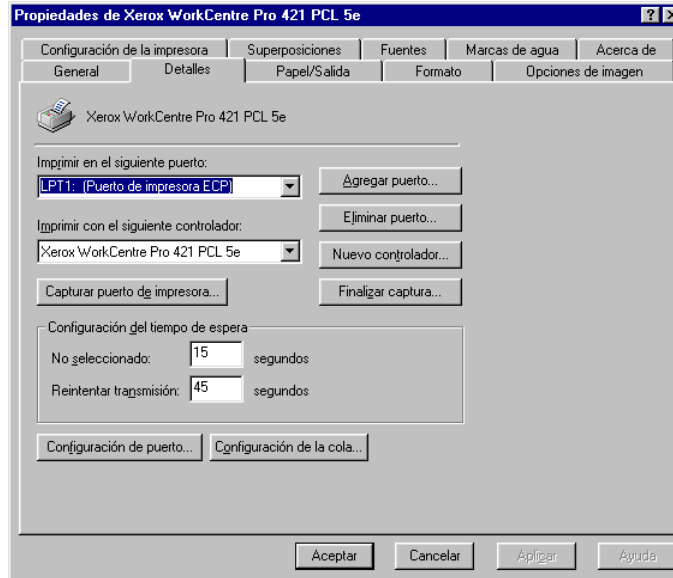 Propiedades de Xerox WorkCentre Pro 421 PCL 5e
Configuración de la impresora Superposiciones Fuentes Marcas de agua Acerca de
General Detalles Papel/Salida Formato Opciones de imagen
Xerox WorkCentre Pro 421 PCL 5e
Imprimir en el siguiente puerto:
LPT1: (Puerto de impresora ECP)
Agregar puerto...
Eliminar puerto...
Imprimir con el siguiente controlador:
Xerox WorkCentre Pro 421 PCL 5e
Nuevo controlador...
Capturar puerto de impresora...
Finalizar captura...
Configuración del tiempo de espera
No seleccionado: 15 segundos
Reintentar transmisión: 45 segundos
Configuración de puerto... Configuración de la cola...
Aceptar Cancelar Aplicar Ayuda